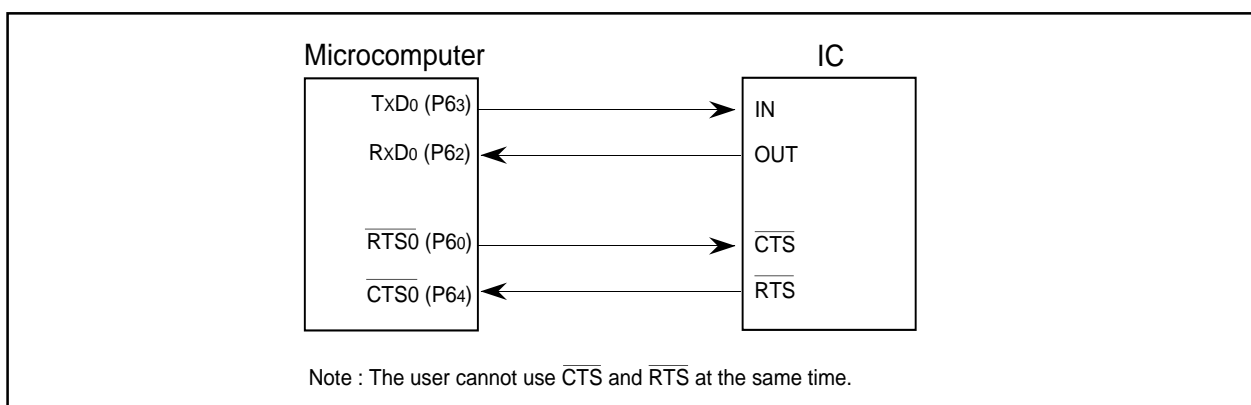 Microcomputer IC
TxD0 (P63) IN
RxD0 (P62) OUT
RTS0 (P60) CTS
CTS0 (P64) RTS
Note : The user cannot use CTS and RTS at the same time.